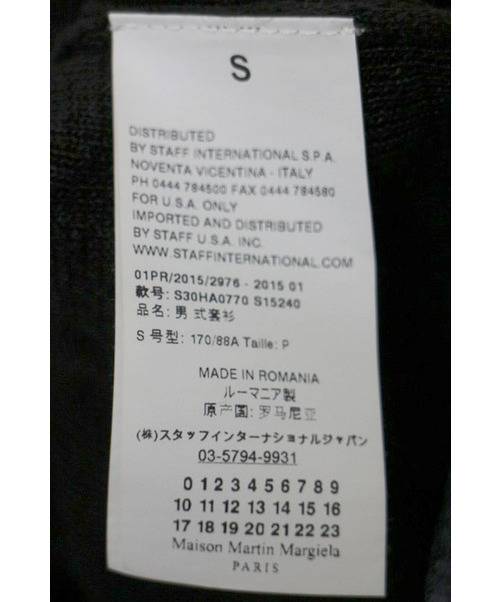 S
DISTRIBUTED
BY STAFF INTERNATIONAL S.P.A.
NOVENTA VICENTINA - ITALY
PH 0444 784500 FAX 0444 784580
FOR U.S.A. ONLY
IMPORTED AND DISTRIBUTED
BY STAFF U.S.A. INC.
WWW.STAFFINTERNATIONAL.COM
01PR/2015/2976 - 2015 01
款号: S30HA0770 S15240
品名: 男 式套衫
S 号型: 170/88A Taille: P
MADE IN ROMANIA
ルーマニア製
原产国: 罗马尼亚
(株)スタッフインターナショナルジャパン
03-5794-9931
0 1 2 3 4 5 6 7 8 9
10 11 12 13 14 15 16
17 18 19 20 21 22 23
Maison Martin Margiela
PARIS